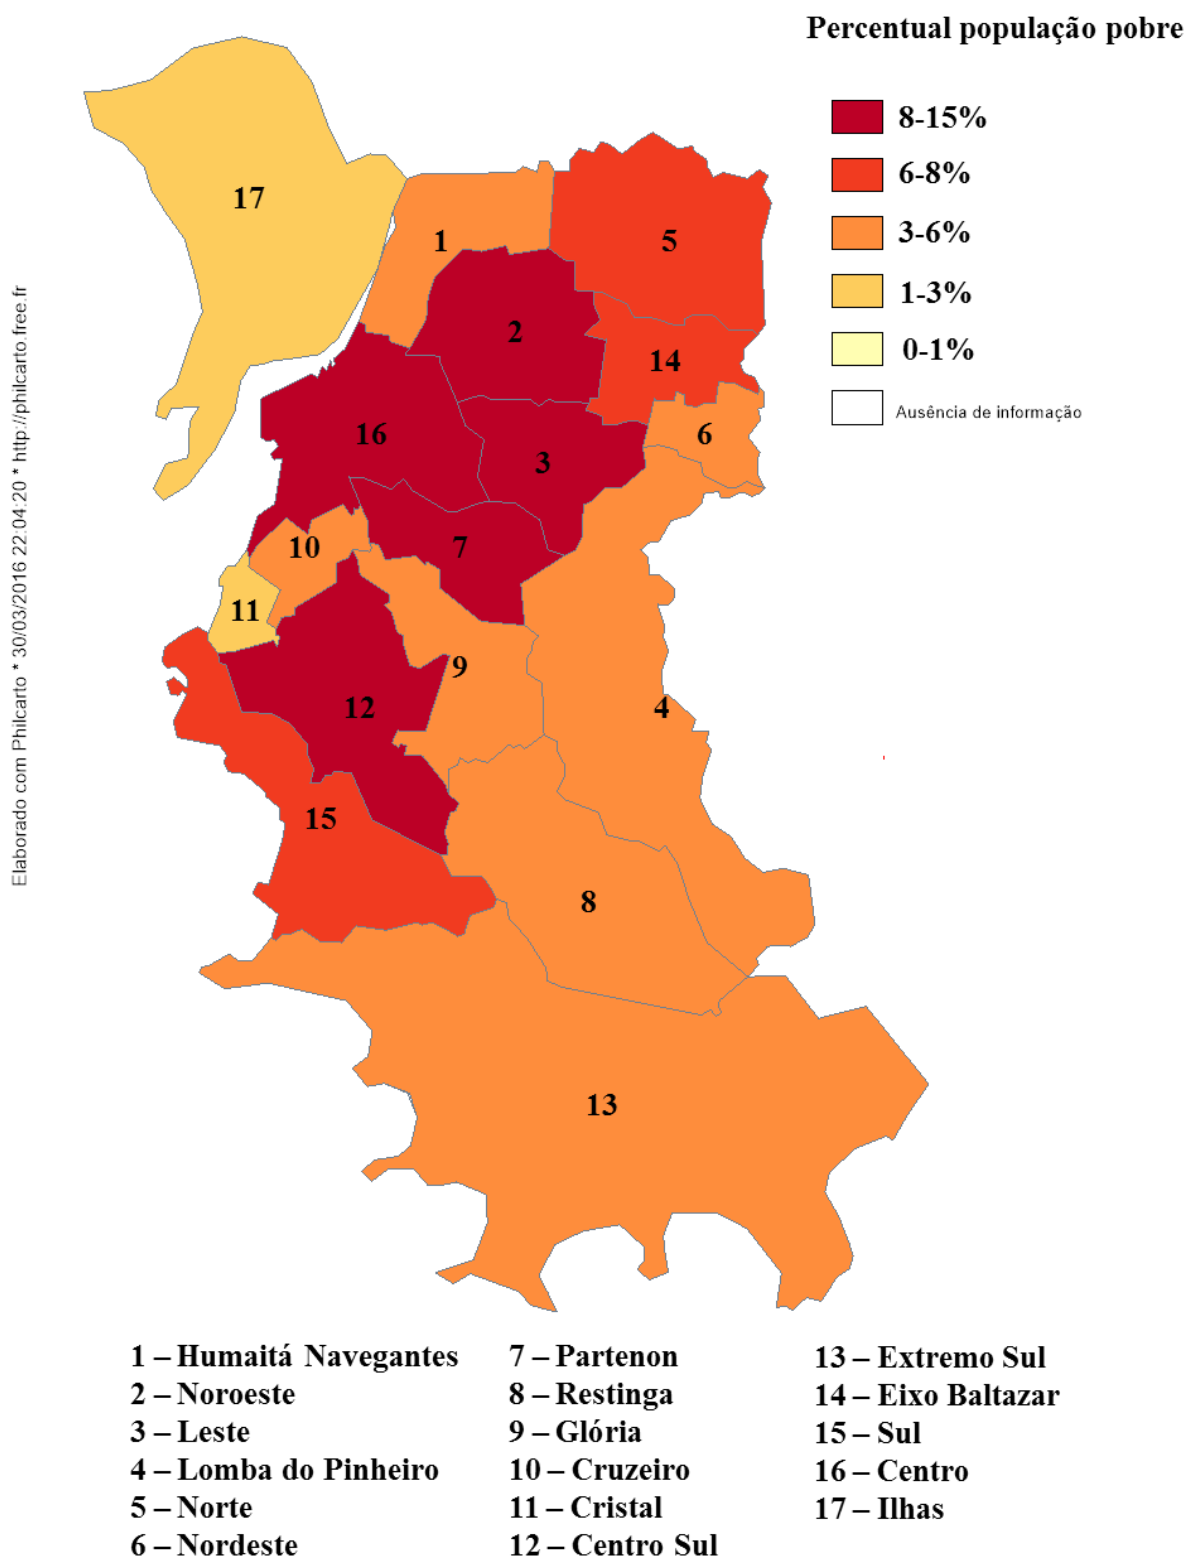 Percentual população pobre
8-15%
6-8%
3-6%
1-3%
0-1%
Ausência de informação
17
1
5
2
14
16
6
3
10
7
11
9
12
4
15
8
13
Elaborado com Philcarto * 30/03/2016 22:04:20 * http://philcarto.free.fr
1 – Humaitá Navegantes
2 – Noroeste
3 – Leste
4 – Lomba do Pinheiro
5 – Norte
6 – Nordeste
7 – Partenon
8 – Restinga
9 – Glória
10 – Cruzeiro
11 – Cristal
12 – Centro Sul
13 – Extremo Sul
14 – Eixo Baltazar
15 – Sul
16 – Centro
17 – Ilhas